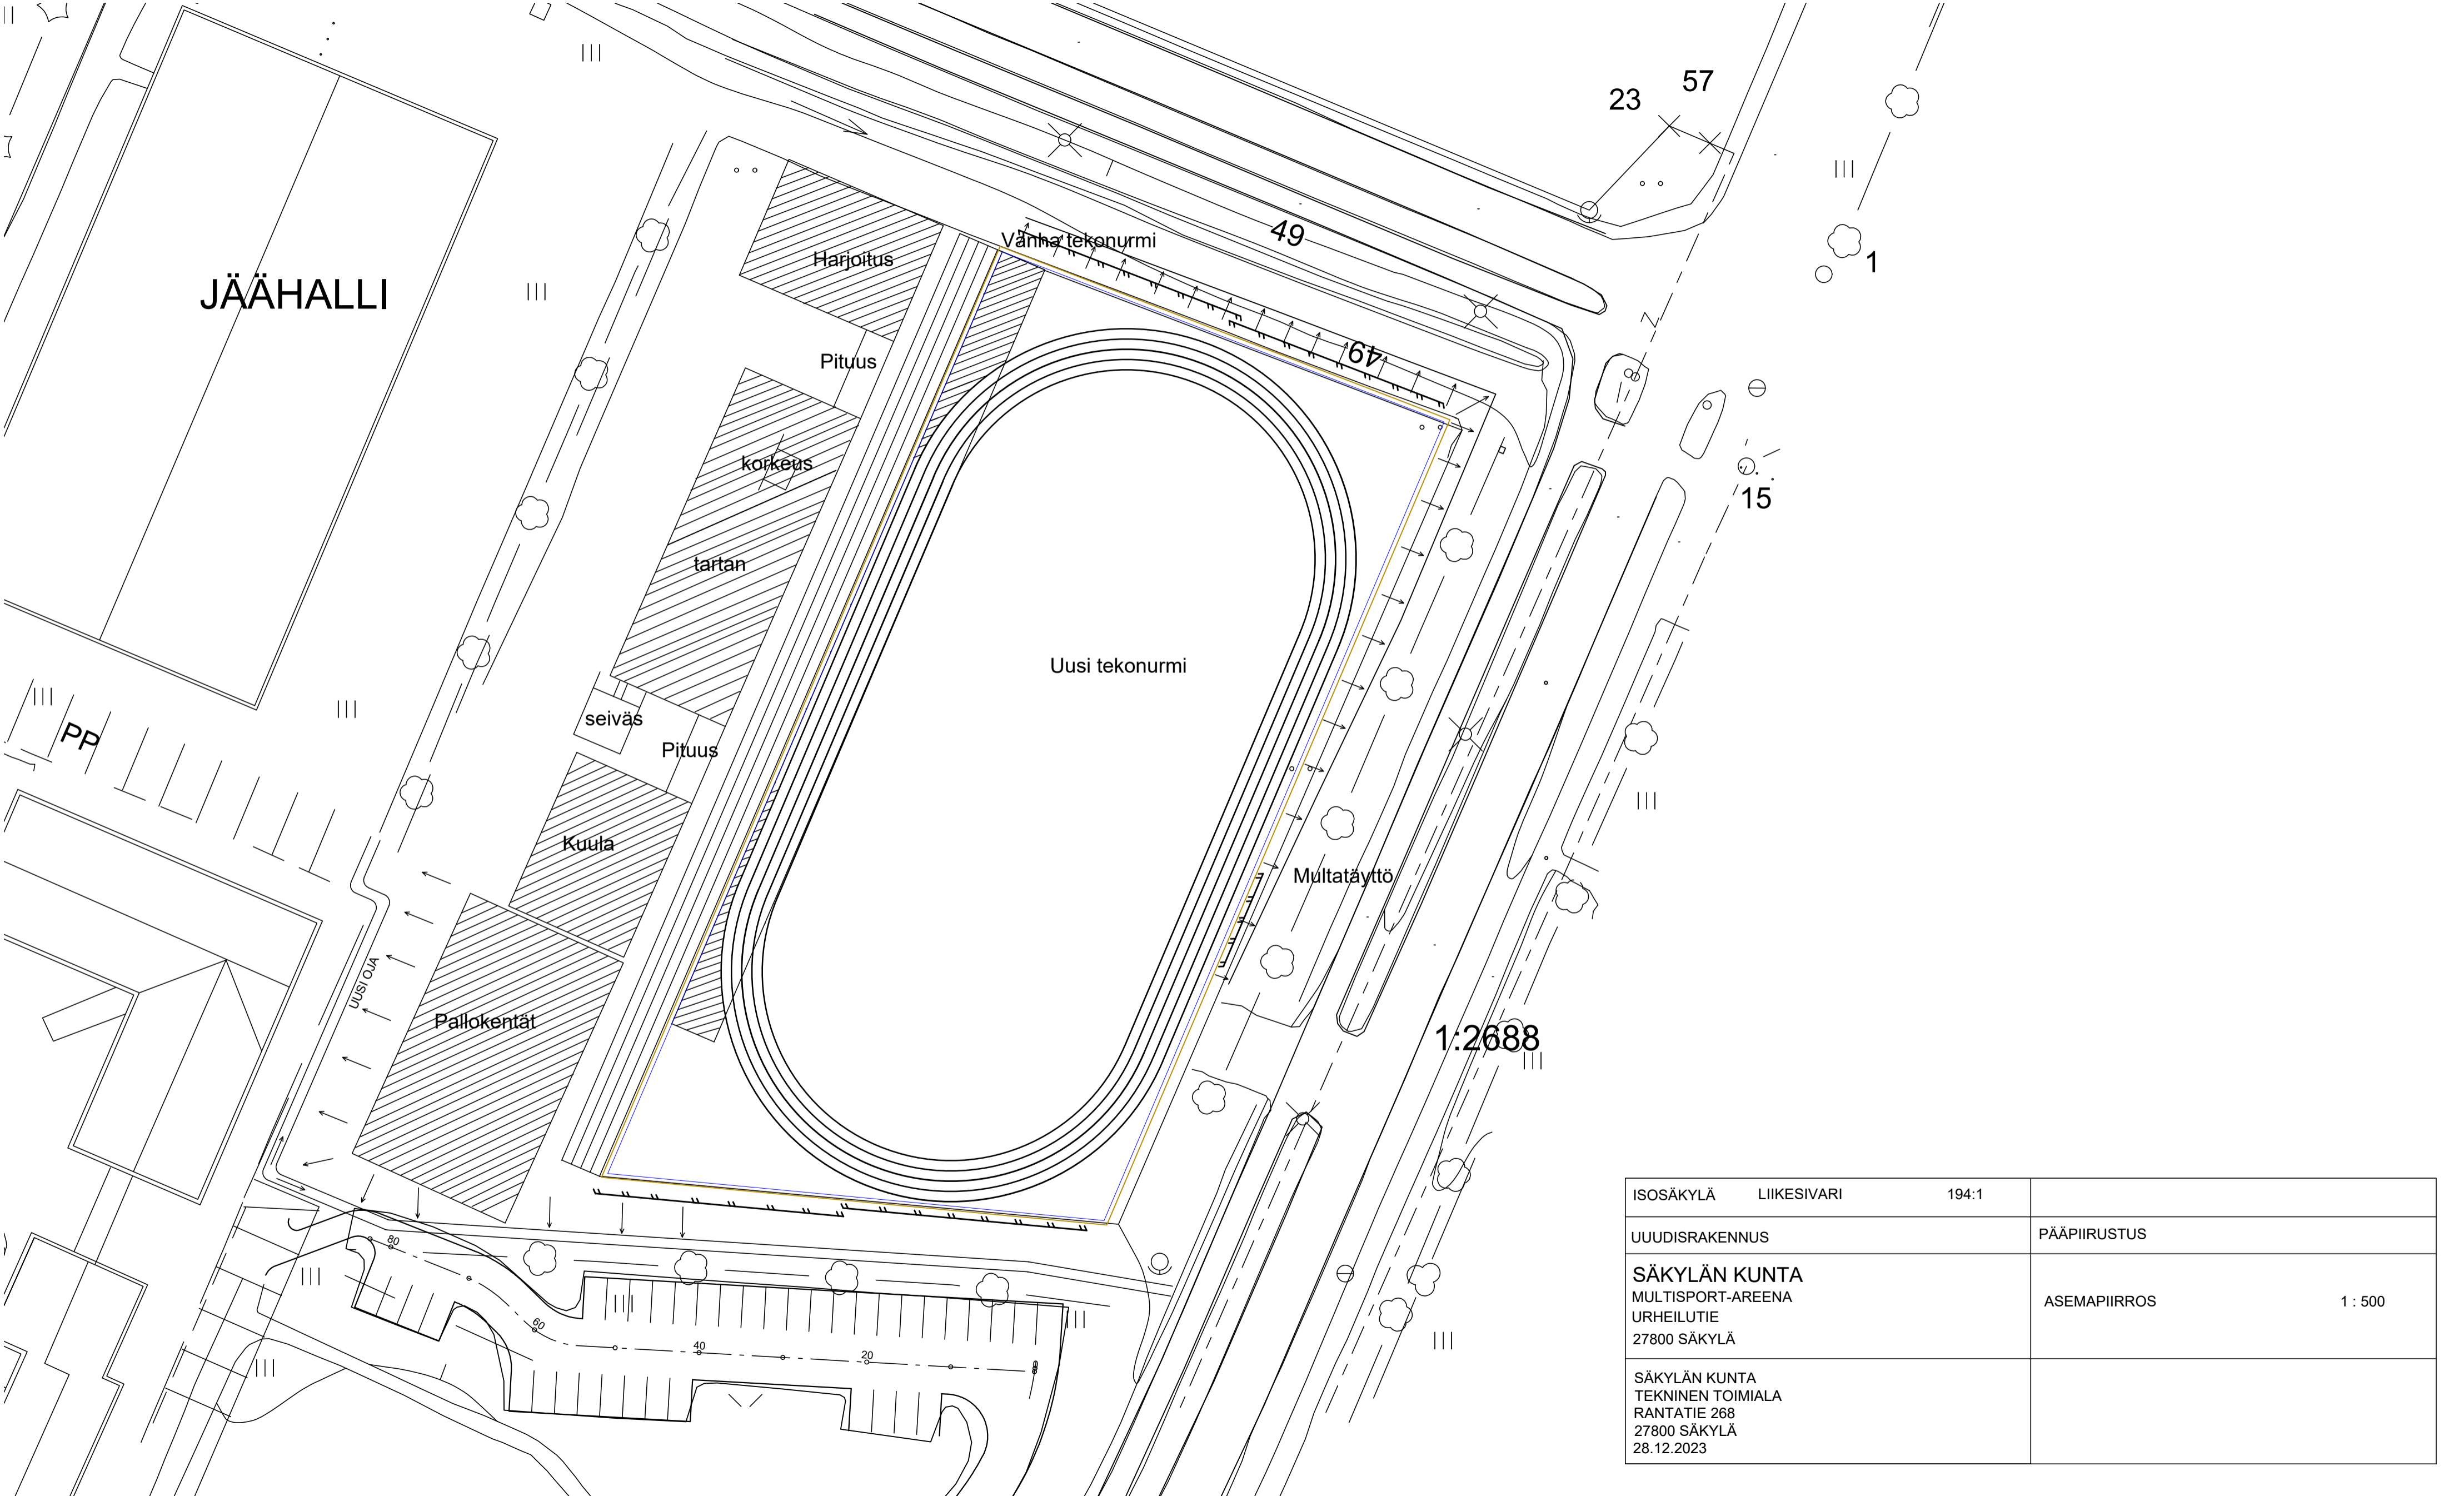 57
23
49
Vanha tekonurmi
Harjoitus
1
JÄÄHALLI
49
Pituus
korkeus
15
tartan
Uusi tekonurmi
seiväs
PP
Pituus
Kuula
Multatäyttö
UUSI OJA
Pallokentät
1:2688
80
60
40
20
ISOSÄKYLÄ LIIKESIVARI 194:1
UUUDISRAKENNUS PÄÄPIIRUSTUS
SÄKYLÄN KUNTA
MULTISPORT-AREENA
URHEILUTIE
27800 SÄKYLÄ
ASEMAPIIRROS 1 : 500
SÄKYLÄN KUNTA
TEKNINEN TOIMIALA
RANTATIE 268
27800 SÄKYLÄ
28.12.2023